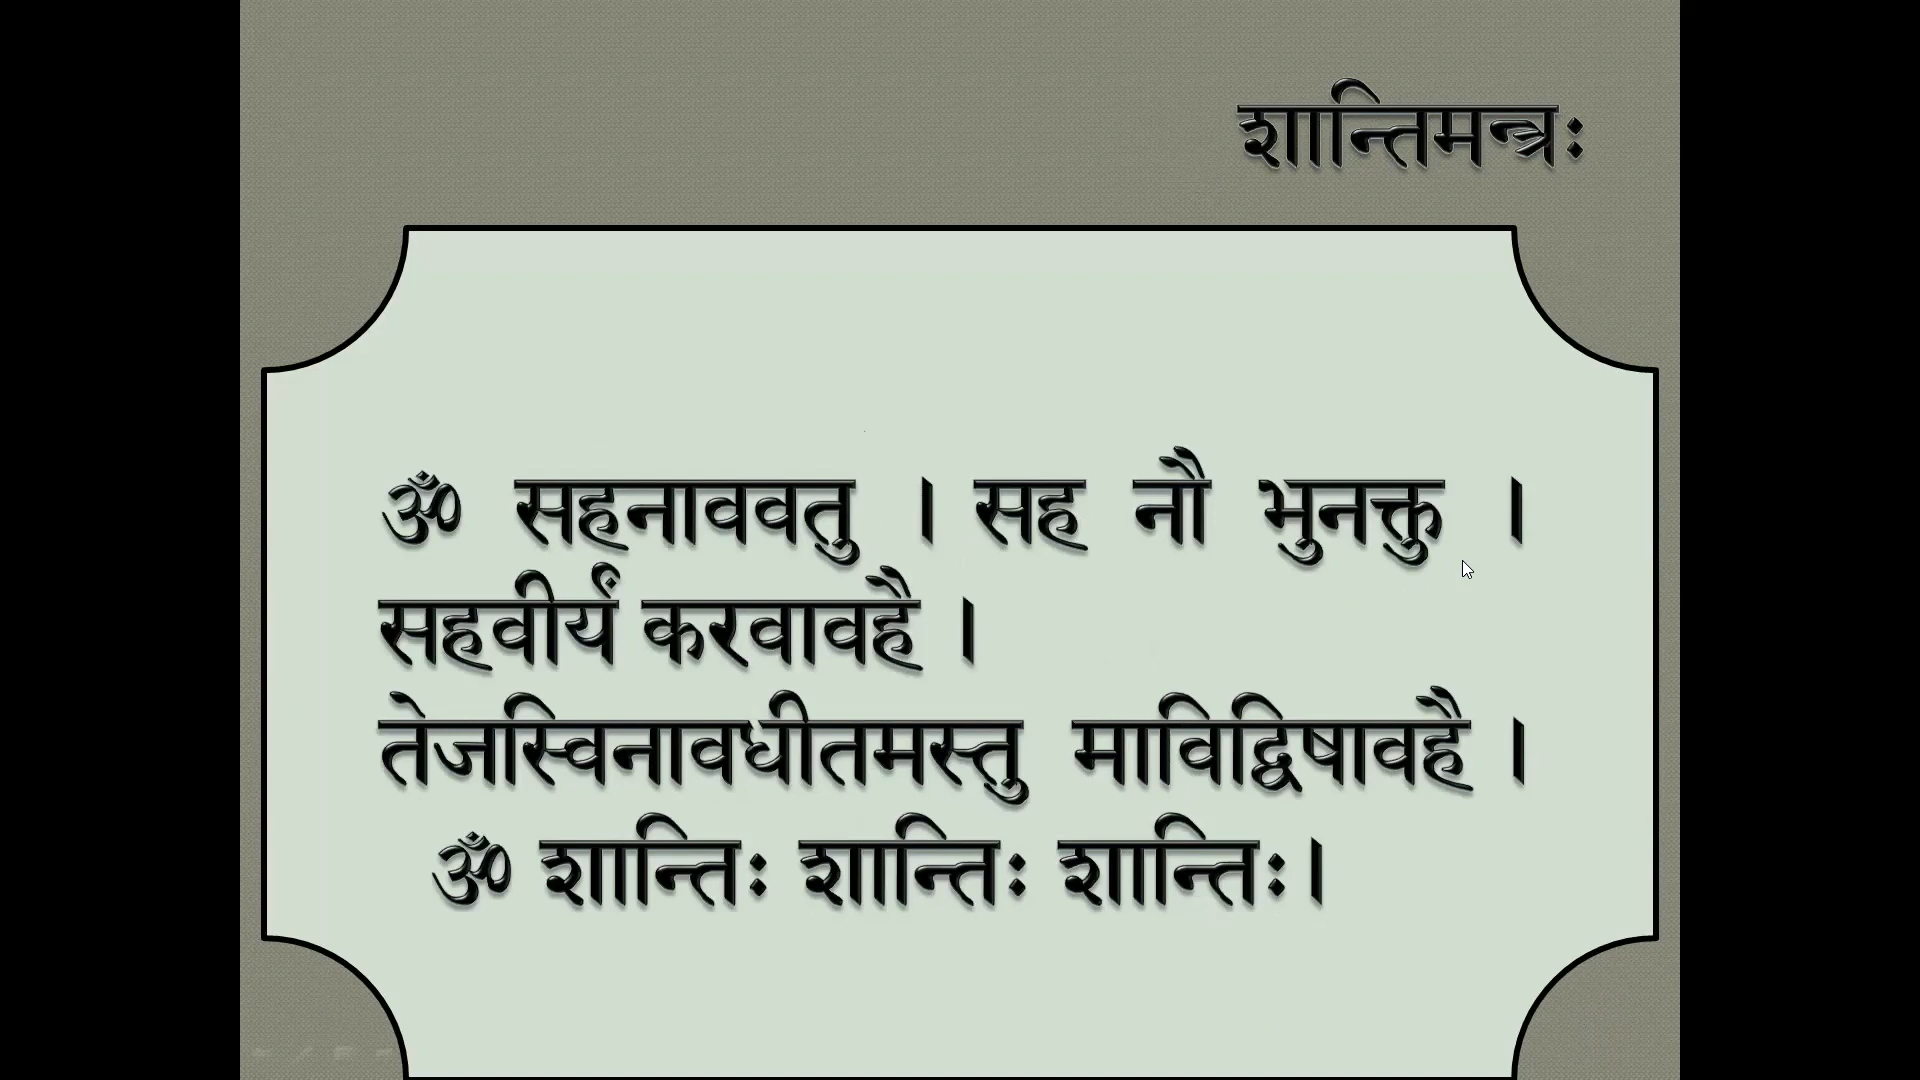 शान्तिमन्त्रः
ॐ सहनाववतु । सह नौ भुनक्तु ।
सहवीर्यं करवावहै ।
तेजस्विनावधीतमस्तु माविद्विषावहै ।
ॐ शान्तिः शान्तिः शान्तिः।